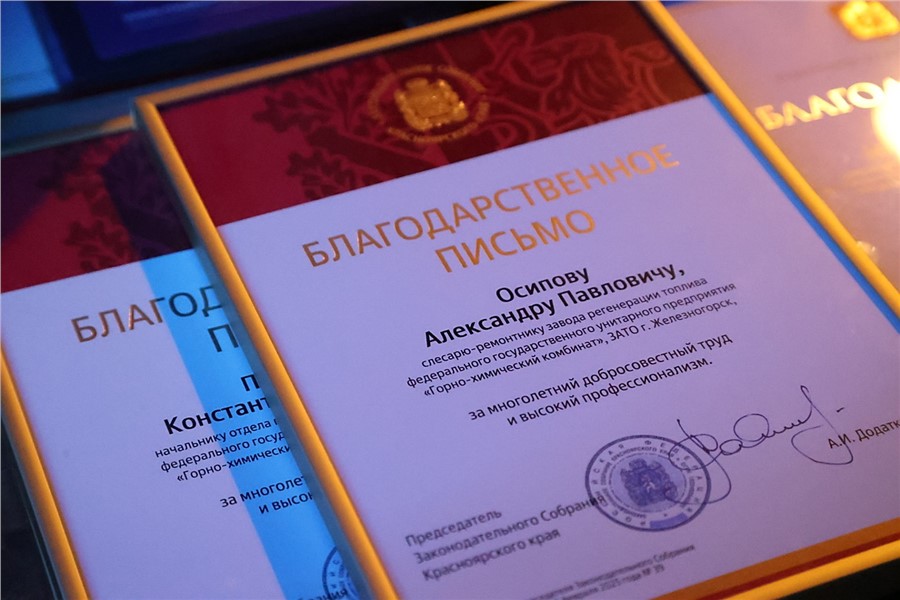 БЛАГОДАРСТВЕННОЕ
ПИСЬМО
Осипову
Александру Павловичу,
слесарю-ремонтнику завода регенерации топлива
федерального государственного унитарного предприятия
«Горно-химический комбинат», ЗАТО г. Железногорск,
за многолетний добросовестный труд
и высокий профессионализм.
Председатель
Законодательного Собрания
Красноярского края
А.И. Додатк
БЛАГОД
П
П
Констант
начальнику отдела
федерального госуд
«Горно-химически
за многолет
и высок
БЛАГОД